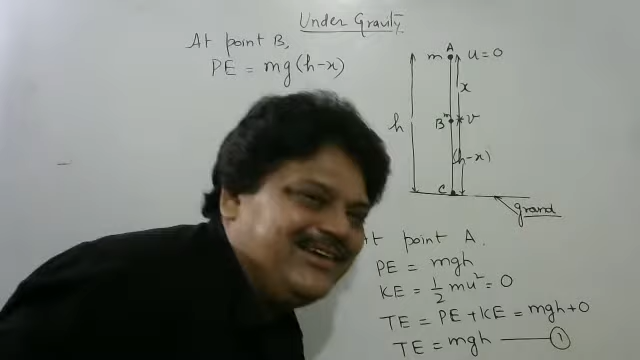 Under Gravity
At point B,
PE = mg(h-x)
m A u=0
x
h
B m v
(h-x)
C
grand
t point A.
PE = mgh
KE = 1/2 mu² = 0
TE = PE + KE = mgh + 0
TE = mgh — 1